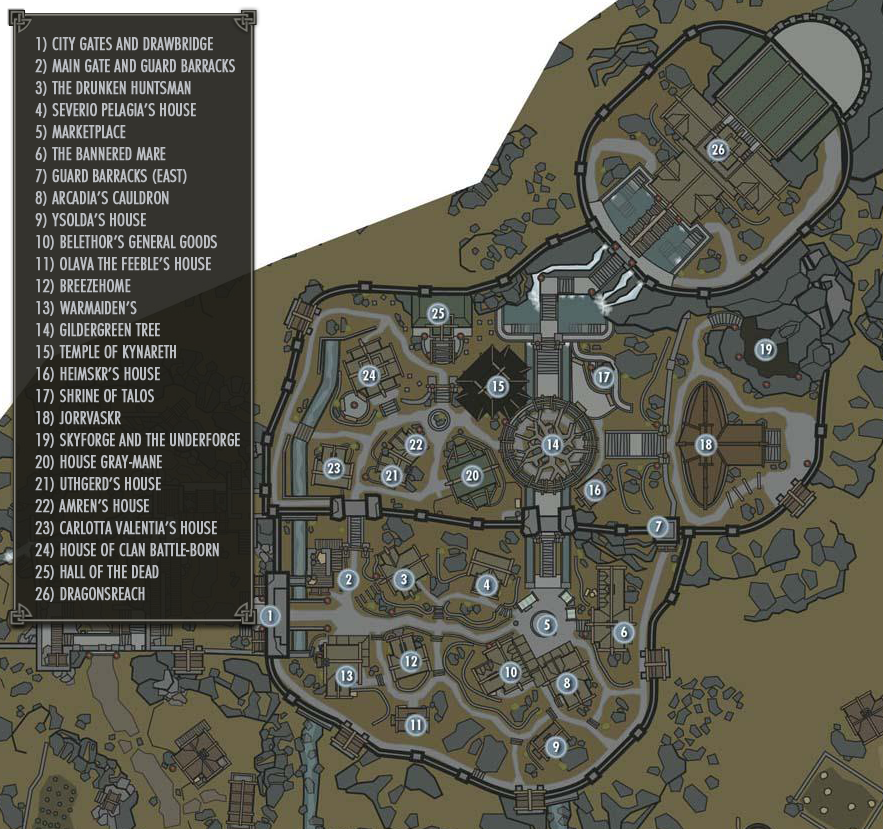 1) CITY GATES AND DRAWBRIDGE
2) MAIN GATE AND GUARD BARRACKS
3) THE DRUNKEN HUNTSMAN
4) SEVERIO PELAGIA'S HOUSE
5) MARKETPLACE
6) THE BANNERED MARE
7) GUARD BARRACKS (EAST)
8) ARCADIA'S CAULDRON
9) YSOLDA'S HOUSE
10) BELETHOR'S GENERAL GOODS
11) OLAVA THE FEEBLE'S HOUSE
12) BREEZEHOME
13) WARMAIDEN'S
14) GILDERGREEN TREE
15) TEMPLE OF KYNARETH
16) HEIMSKR'S HOUSE
17) SHRINE OF TALOS
18) JORRVASKR
19) SKYFORGE AND THE UNDERFORGE
20) HOUSE GRAY-MANE
21) UTHGERD'S HOUSE
22) AMREN'S HOUSE
23) CARLOTTA VALENTIA'S HOUSE
24) HOUSE OF CLAN BATTLE-BORN
25) HALL OF THE DEAD
26) DRAGONSREACH
26
25
19
24
17
15
18
22
14
23
21
20
16
7
2
3
4
1
5
6
12
13
10
8
11
9